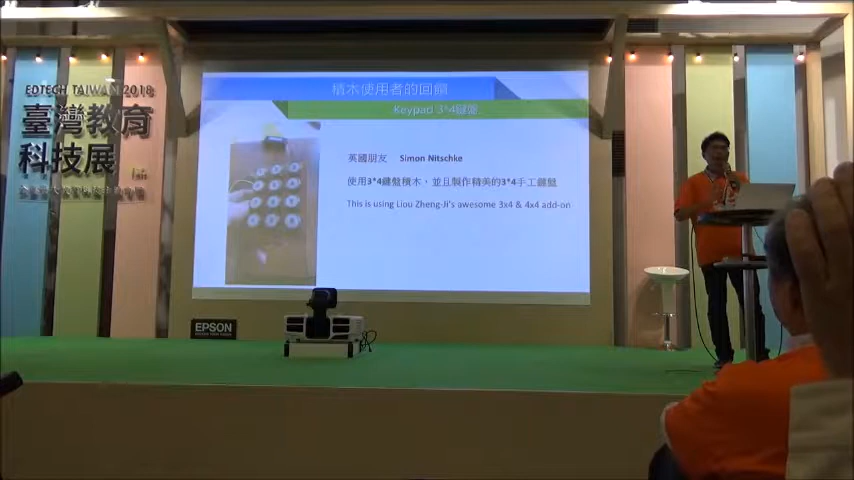 EDTECH TAIWAN 2018
臺灣教育
科技展
積木使用者的回饋
Keypad 3*4鍵盤
英國朋友 Simon Nitschke
使用3*4鍵盤積木，並且製作精美的3*4手工鍵盤
This is using Liou Zheng-Ji's awesome 3x4 & 4x4 add-on
EPSON